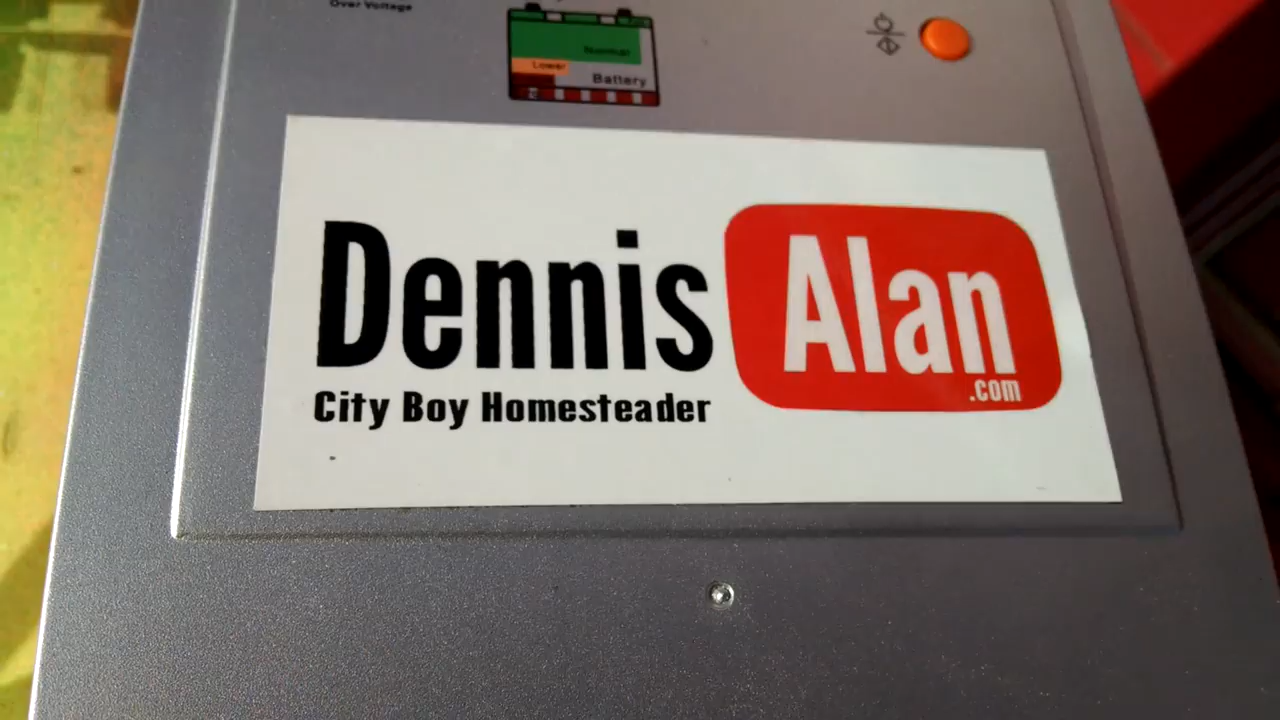 Over Voltage
Normal
Lower
Battery
Dennis Alan
.com
City Boy Homesteader